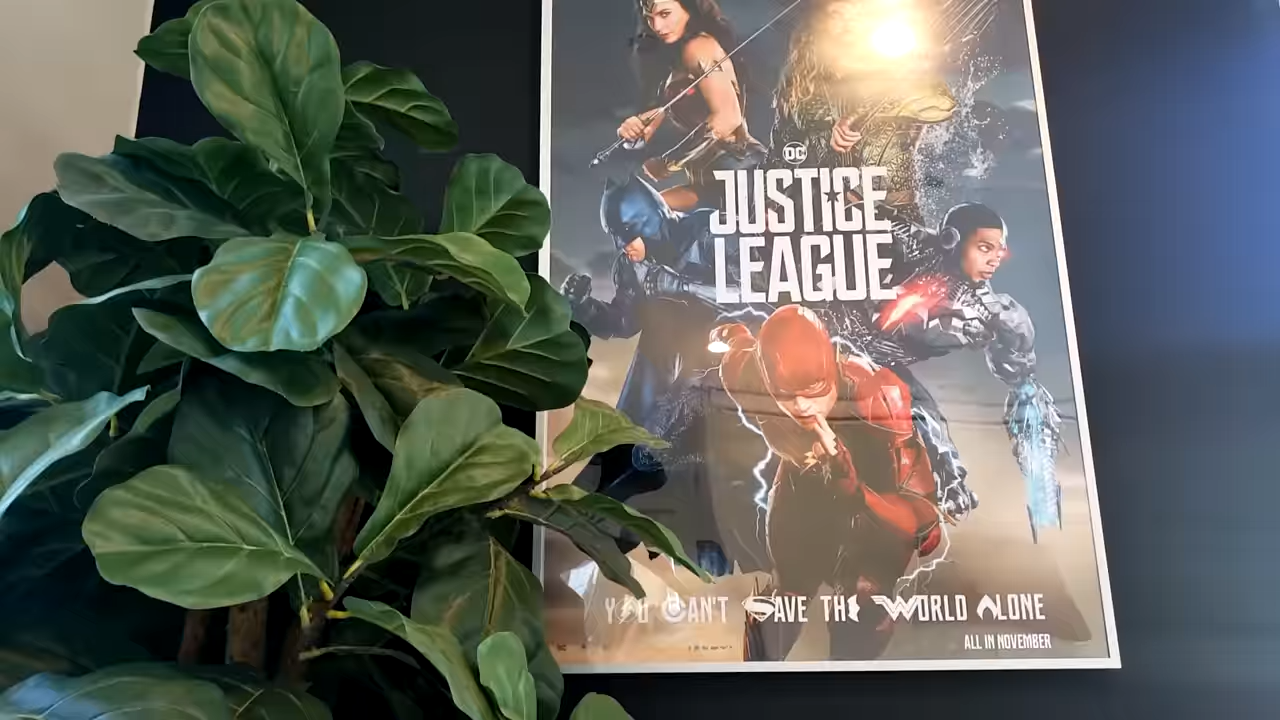 DC
JUSTICE
LEAGUE
YOU CAN'T SAVE THE WORLD ALONE
ALL IN NOVEMBER